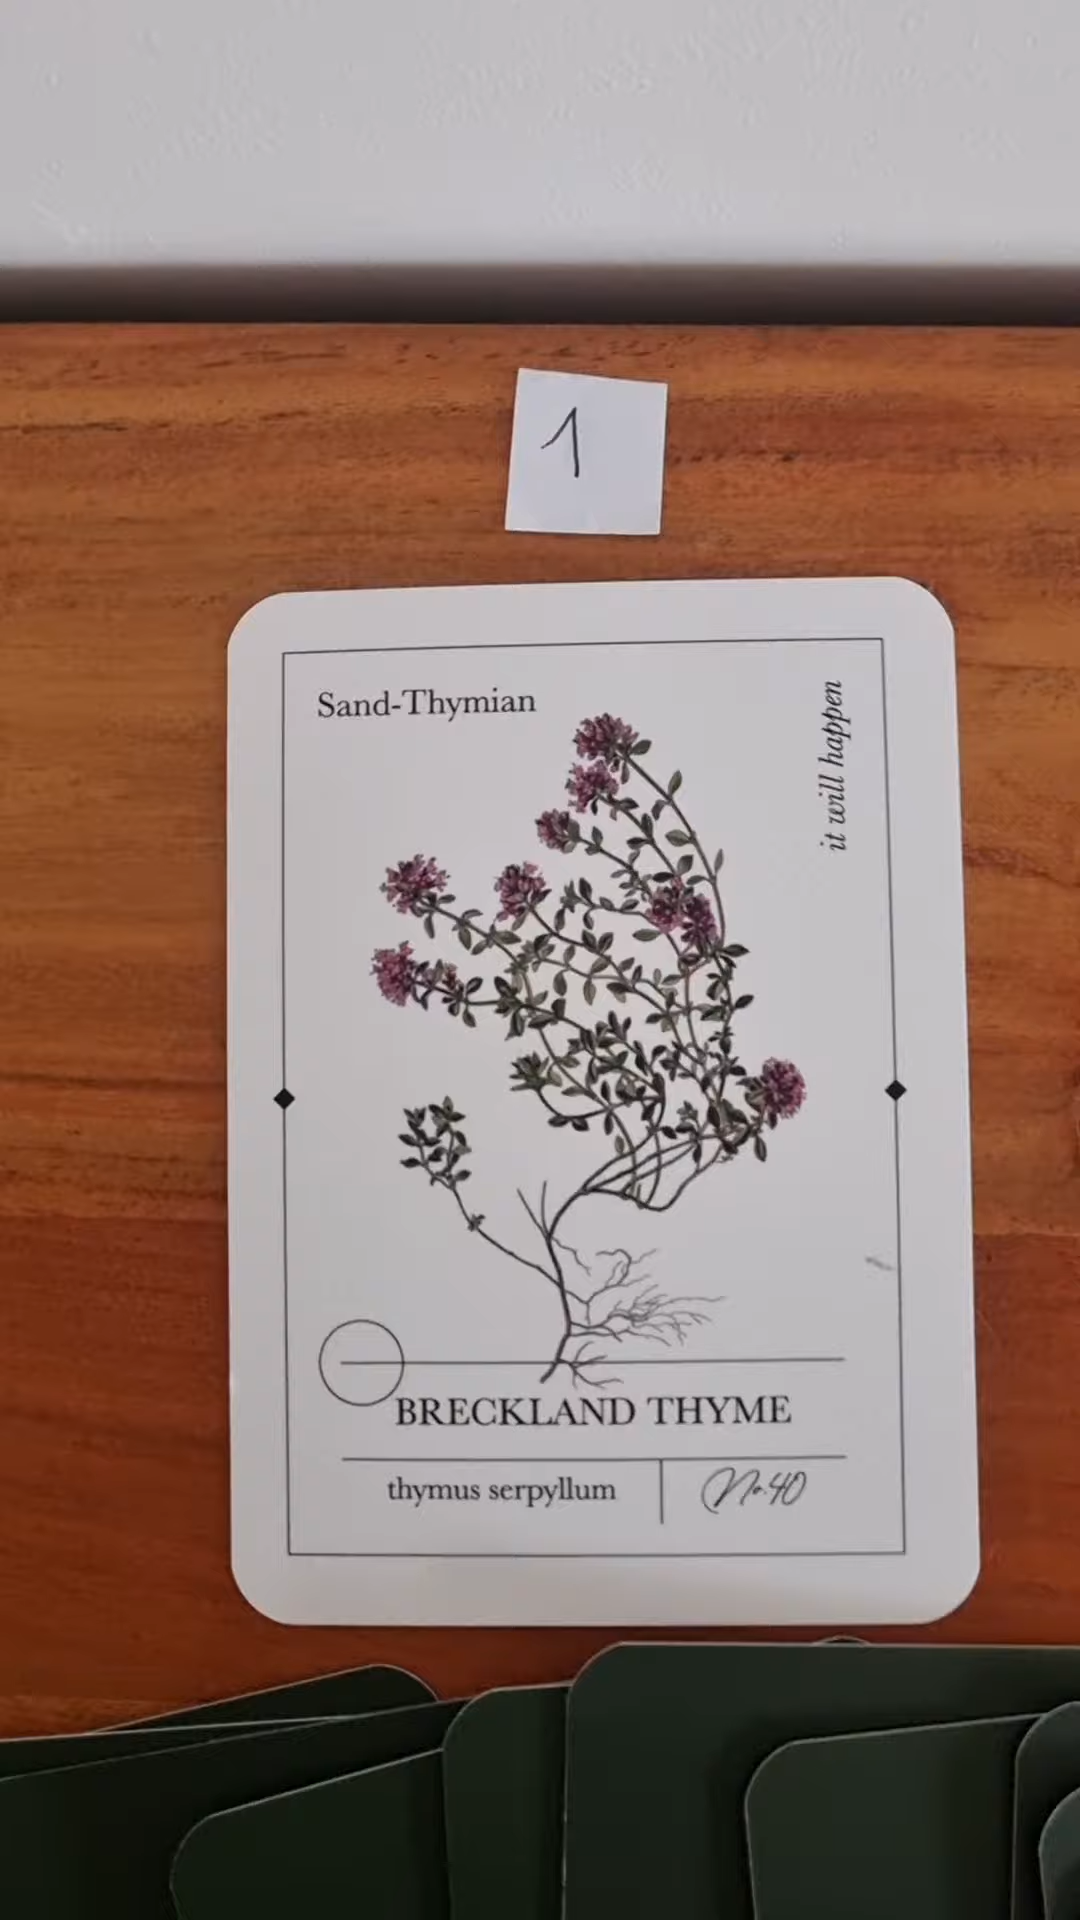 1
Sand-Thymian
it will happen
BRECKLAND THYME
thymus serpyllum
No.40